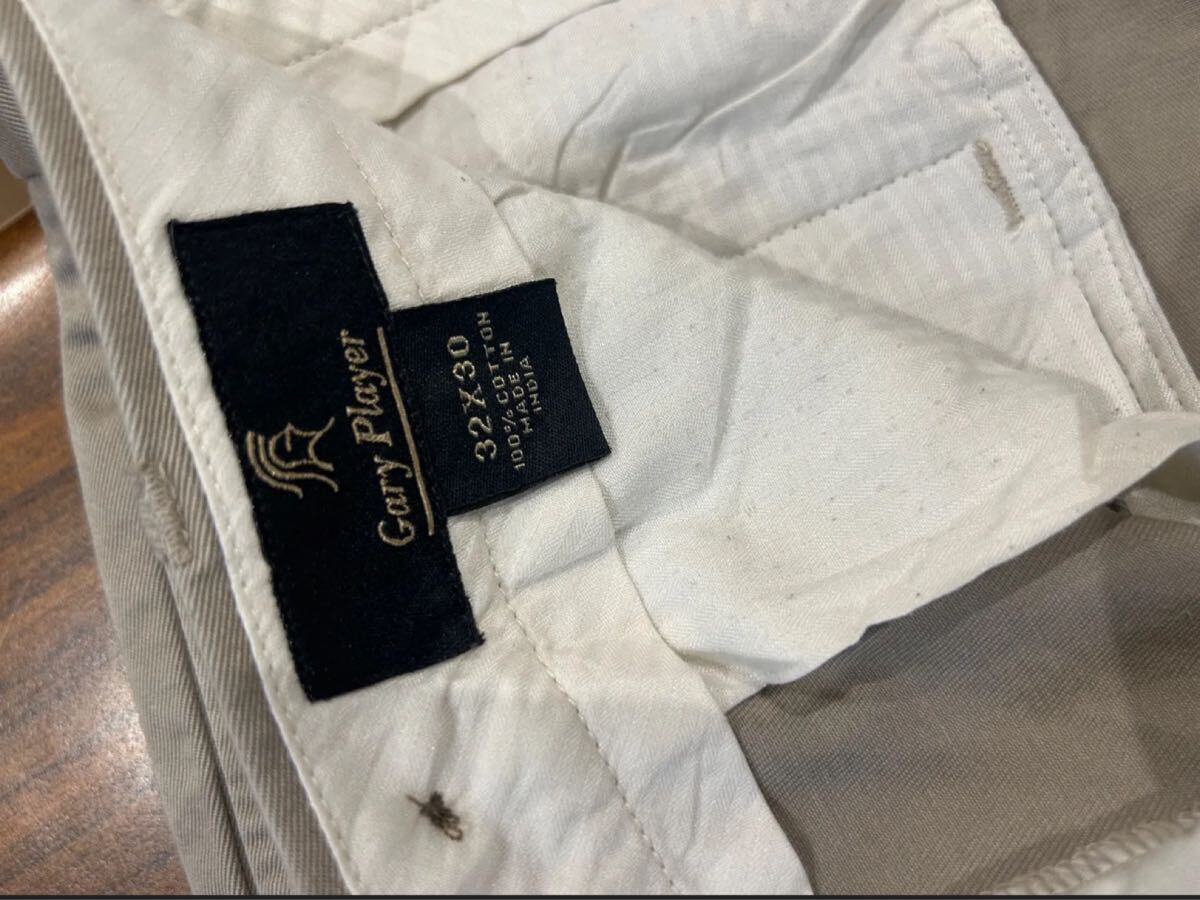 Gary Player
32X30
100% COTTON
MADE IN
INDIA